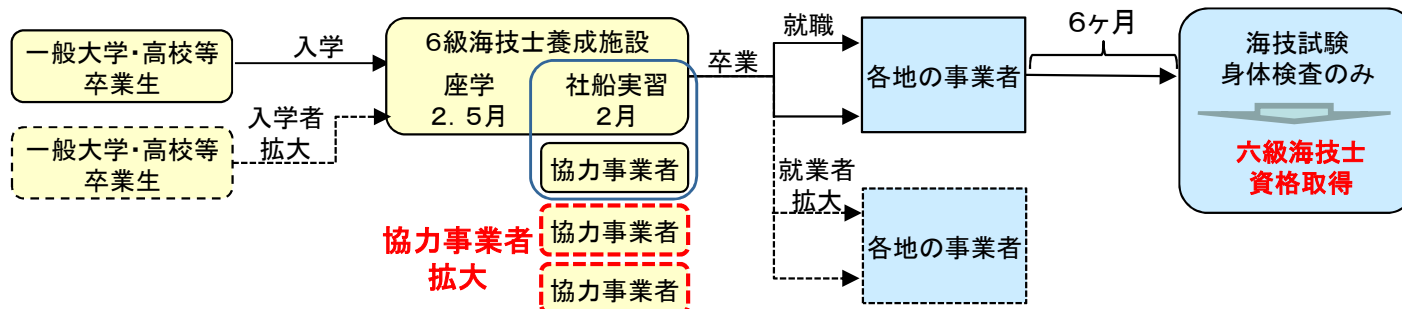 一般大学・高校等
卒業生
入学
一般大学・高校等
卒業生
入学者
拡大
６級海技士養成施設
座学
２．５月
社船実習
２月
協力事業者
協力事業者
協力事業者
協力事業者
拡大
卒業
就職
各地の事業者
就業者
拡大
各地の事業者
６ヶ月
海技試験
身体検査のみ
六級海技士
資格取得